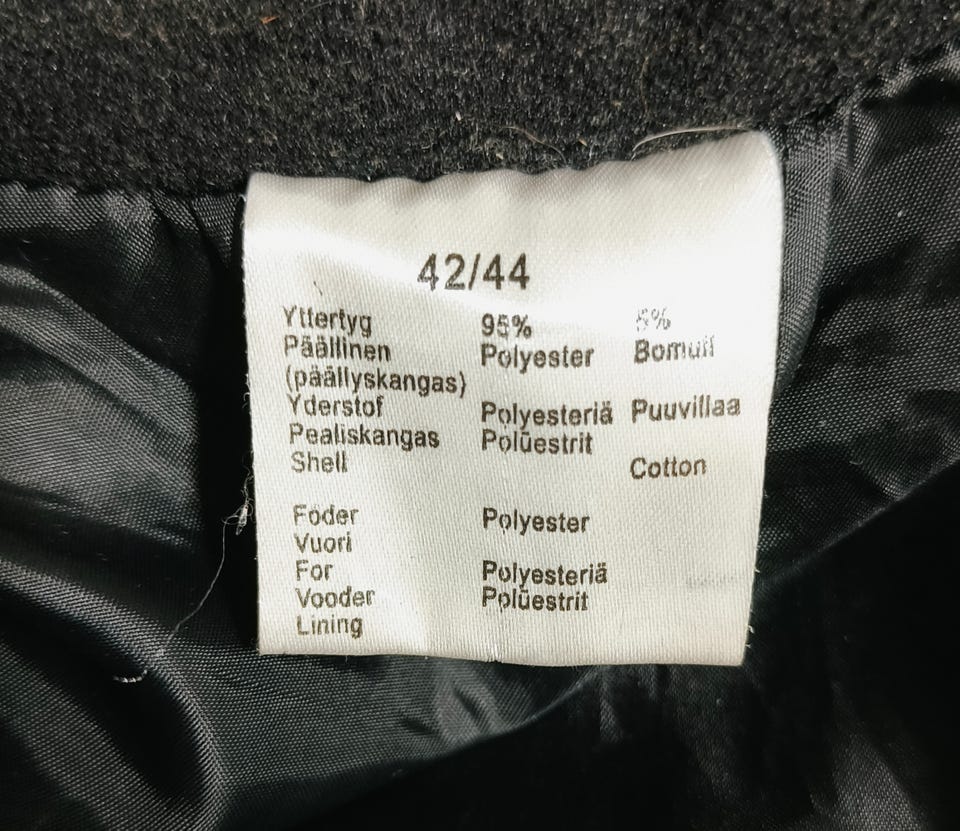 42/44
Yttertyg 95% 5%
Päällinen Polyester Bomull
(päällyskangas)
Yderstof Polyesteriä Puuvillaa
Pealiskangas Polüestrit
Shell Cotton
Foder Polyester
Vuori
For Polyesteriä
Vooder Polüestrit
Lining